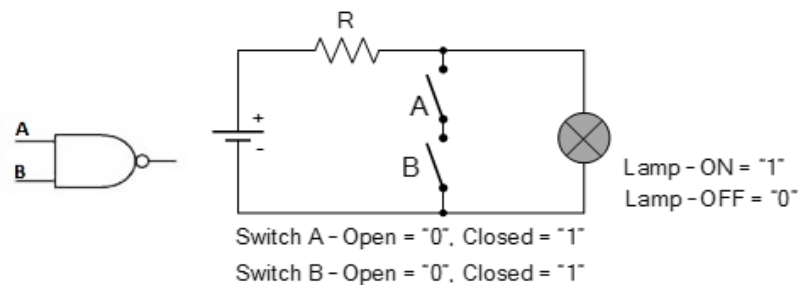 R
A
B
A
B
+
-
Lamp - ON = "1"
Lamp - OFF = "0"
Switch A - Open = "0", Closed = "1"
Switch B - Open = "0", Closed = "1"